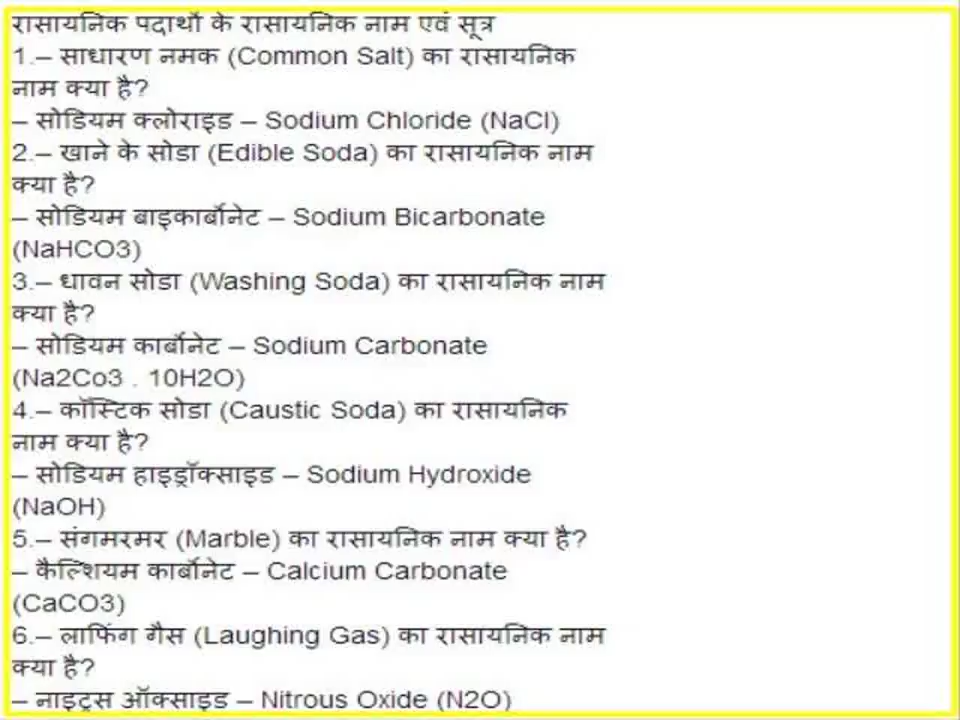 रासायनिक पदार्थों के रासायनिक नाम एवं सूत्र
1.– साधारण नमक (Common Salt) का रासायनिक
नाम क्या है?
– सोडियम क्लोराइड – Sodium Chloride (NaCl)
2.– खाने के सोडा (Edible Soda) का रासायनिक नाम
क्या है?
– सोडियम बाइकार्बोनेट – Sodium Bicarbonate
(NaHCO3)
3.– धावन सोडा (Washing Soda) का रासायनिक नाम
क्या है?
– सोडियम कार्बोनेट – Sodium Carbonate
(Na2Co3 . 10H2O)
4.– कॉस्टिक सोडा (Caustic Soda) का रासायनिक
नाम क्या है?
– सोडियम हाइड्रॉक्साइड – Sodium Hydroxide
(NaOH)
5.– संगमरमर (Marble) का रासायनिक नाम क्या है?
– कैल्शियम कार्बोनेट – Calcium Carbonate
(CaCO3)
6.– लाफिंग गैस (Laughing Gas) का रासायनिक नाम
क्या है?
– नाइट्रस ऑक्साइड – Nitrous Oxide (N2O)